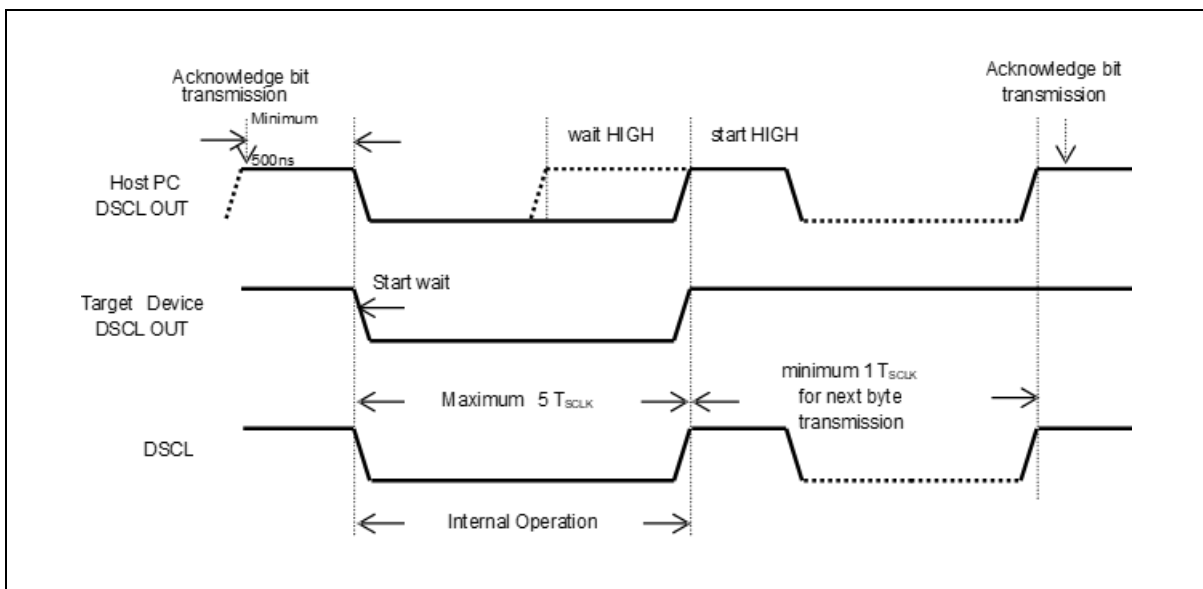 Acknowledge bit
transmission
Minimum
500ns
Acknowledge bit
transmission
wait HIGH
start HIGH
Host PC
DSCL OUT
Start wait
Target Device
DSCL OUT
Maximum 5 TSCLK
minimum 1 TSCLK
for next byte
transmission
DSCL
Internal Operation